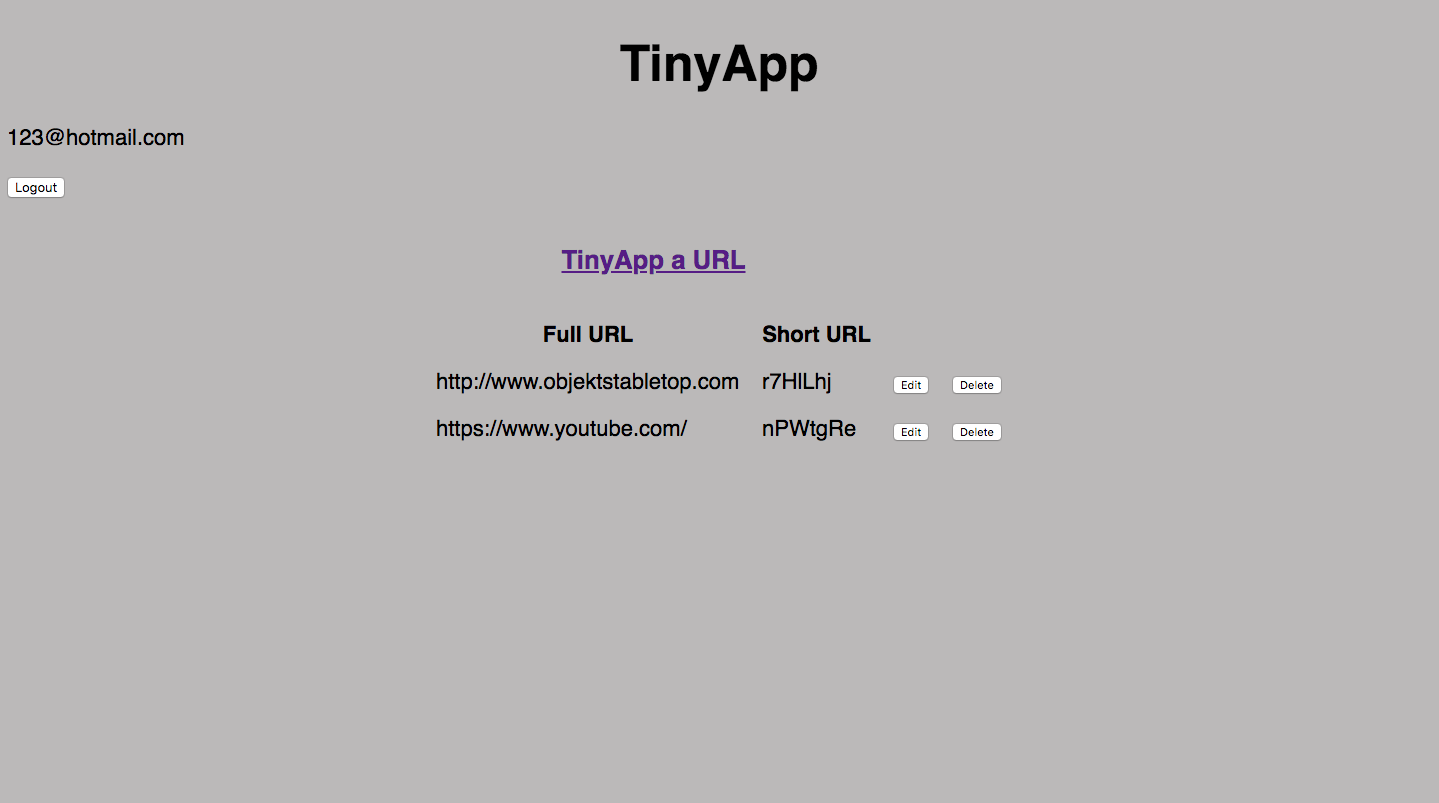 TinyApp
123@hotmail.com
Logout
TinyApp a URL
Full URL Short URL
http://www.objektstabletop.com r7HlLhj Edit Delete
https://www.youtube.com/ nPWtgRe Edit Delete